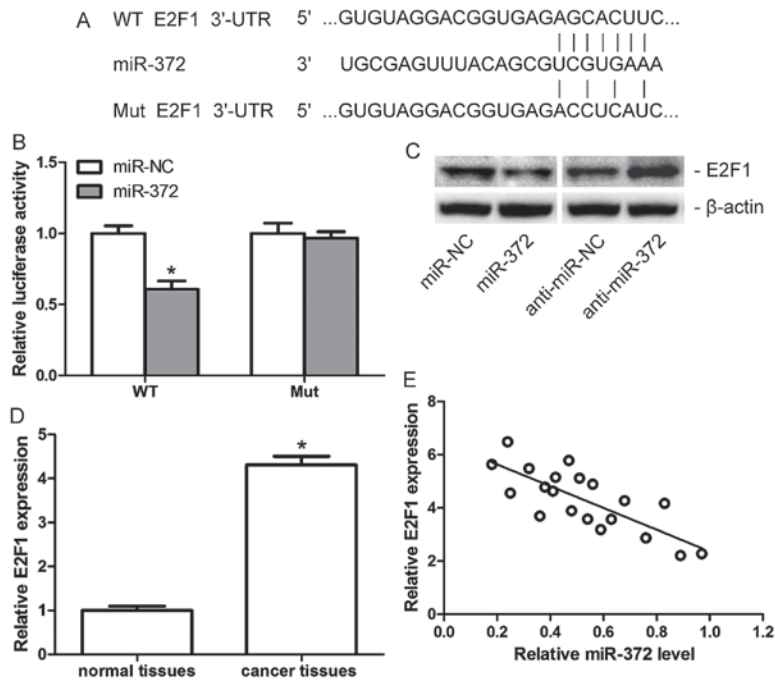 A
WT E2F1 3'-UTR 5' ...GUGUAGGACGGUGAGAGCACUUC...
miR-372 3' UGCGAGUUUACAGCGUCGUGAAA
Mut E2F1 3'-UTR 5' ...GUGUAGGACGGUGAGACCUCAUC...
B
miR-NC
miR-372
Relative luciferase activity
1.5
1.0
0.5
0.0
*
WT Mut
C
- E2F1
- β-actin
miR-NC miR-372 anti-miR-NC anti-miR-372
D
Relative E2F1 expression
5
4
3
2
1
0
*
normal tissues cancer tissues
E
Relative E2F1 expression
8
6
4
2
0
0.0 0.2 0.4 0.6 0.8 1.0 1.2
Relative miR-372 level